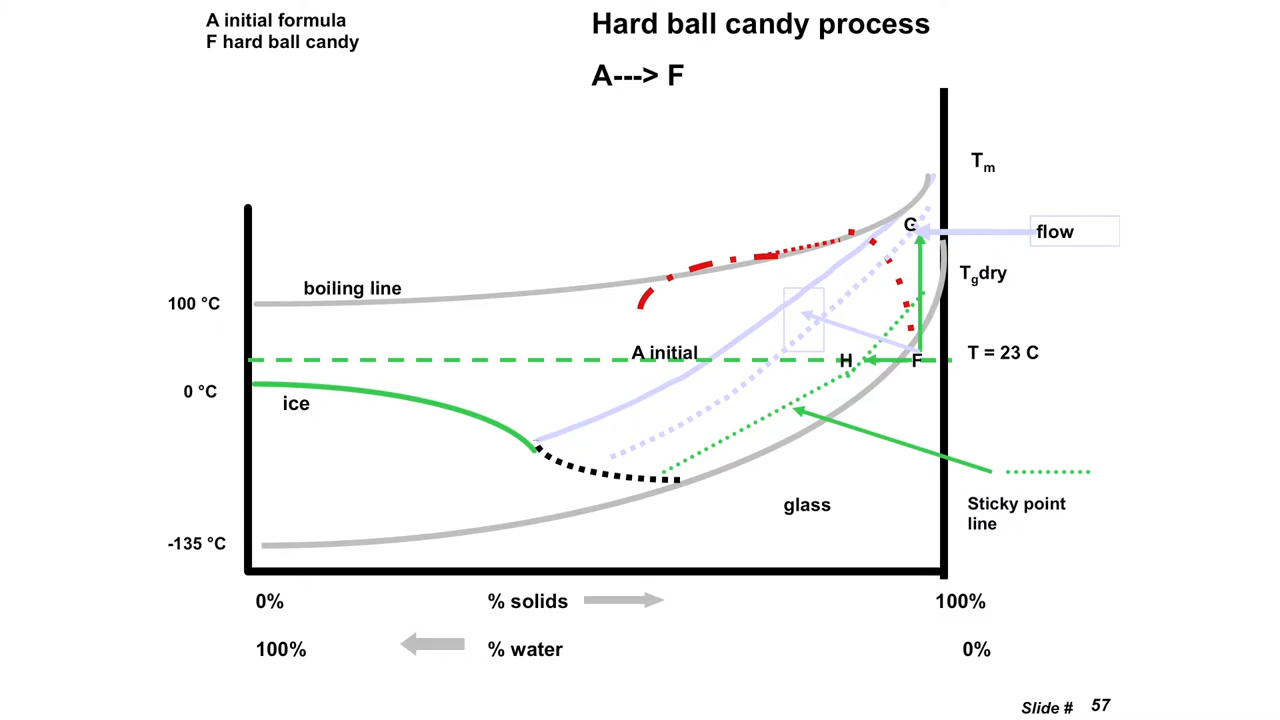 A initial formula
F hard ball candy
Hard ball candy process
A---> F
Tm
G
flow
Tgdry
boiling line
100 °C
A initial
H
F
T = 23 C
0 °C
ice
glass
Sticky point
line
-135 °C
0%
% solids
100%
100%
% water
0%
Slide # 57